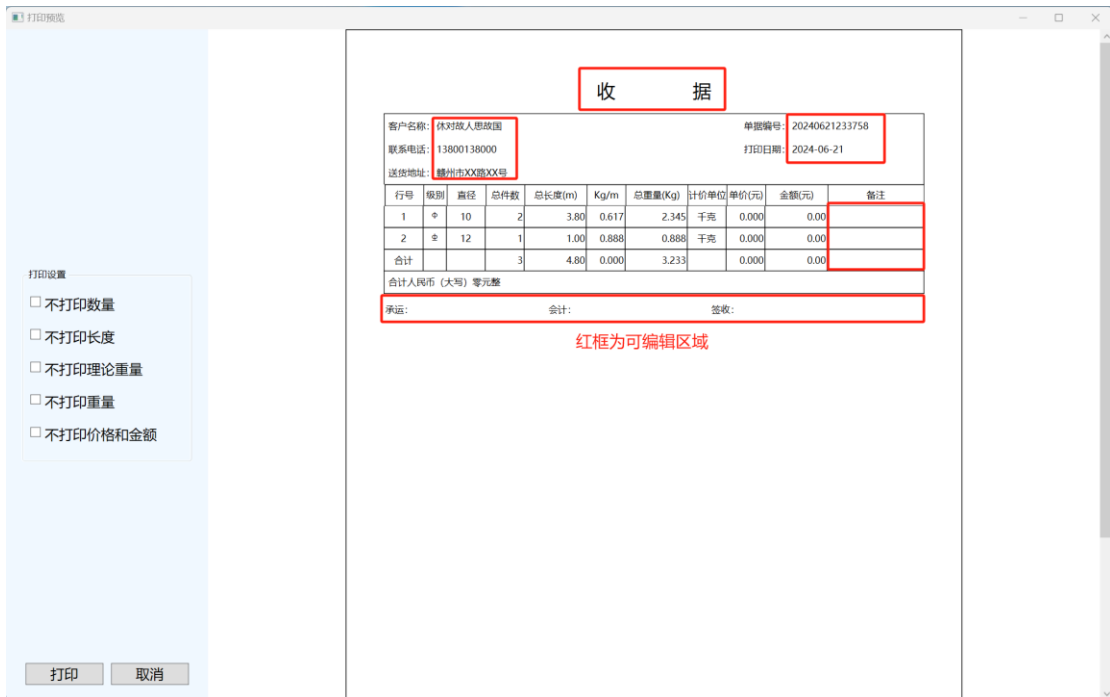 打印预览
收 据
客户名称: 休对故人思故国 单据编号: 20240621233758
联系电话: 13800138000 打印日期: 2024-06-21
送货地址: 赣州市XX路XX号
行号 级别 直径 总件数 总长度(m) Kg/m 总重量(Kg) 计价单位 单价(元) 金额(元) 备注
1 10 2 3.80 0.617 2.345 千克 0.000 0.00
2 12 1 1.00 0.888 0.888 千克 0.000 0.00
合计 3 4.80 0.000 3.233 0.000 0.00
合计人民币（大写）零元整
承运: 会计: 签收:
红框为可编辑区域
打印设置
不打印数量
不打印长度
不打印理论重量
不打印重量
不打印价格和金额
打印 取消